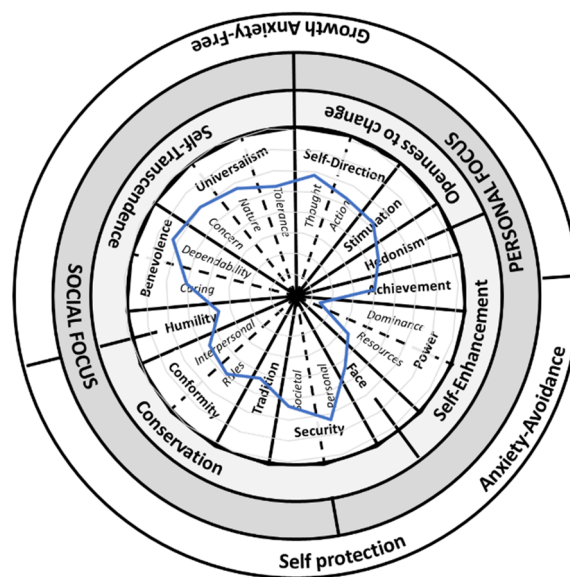 Growth Anxiety-Free
PERSONAL FOCUS
SOCIAL FOCUS
Anxiety-Avoidance
Self protection
Openness to change
Self-Transcendence
Self-Enhancement
Conservation
Self-Direction
Thought
Action
Stimulation
Hedonism
Achievement
Dominance
Resources
Power
Face
Security
personal
Societal
Tradition
Conformity
Rules
Interpersonal
Humility
Benevolence
Caring
Dependability
Universalism
Concern
Nature
Tolerance